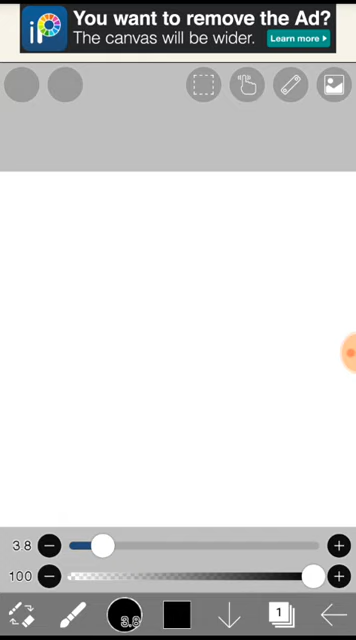 iP
You want to remove the Ad?
The canvas will be wider.
Learn more
3.8
100
3.8
1